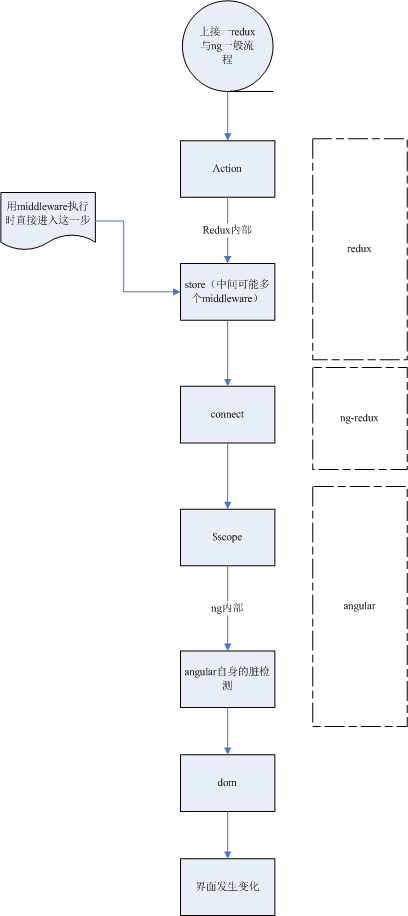 上接一redux
与ng一般流
程
Action
redux
用middleware执行
时直接进入这一步
Redux内部
store（中间可能多
个middleware）
connect
ng-redux
$scope
ng内部
angular
angular自身的脏检
测
dom
界面发生变化